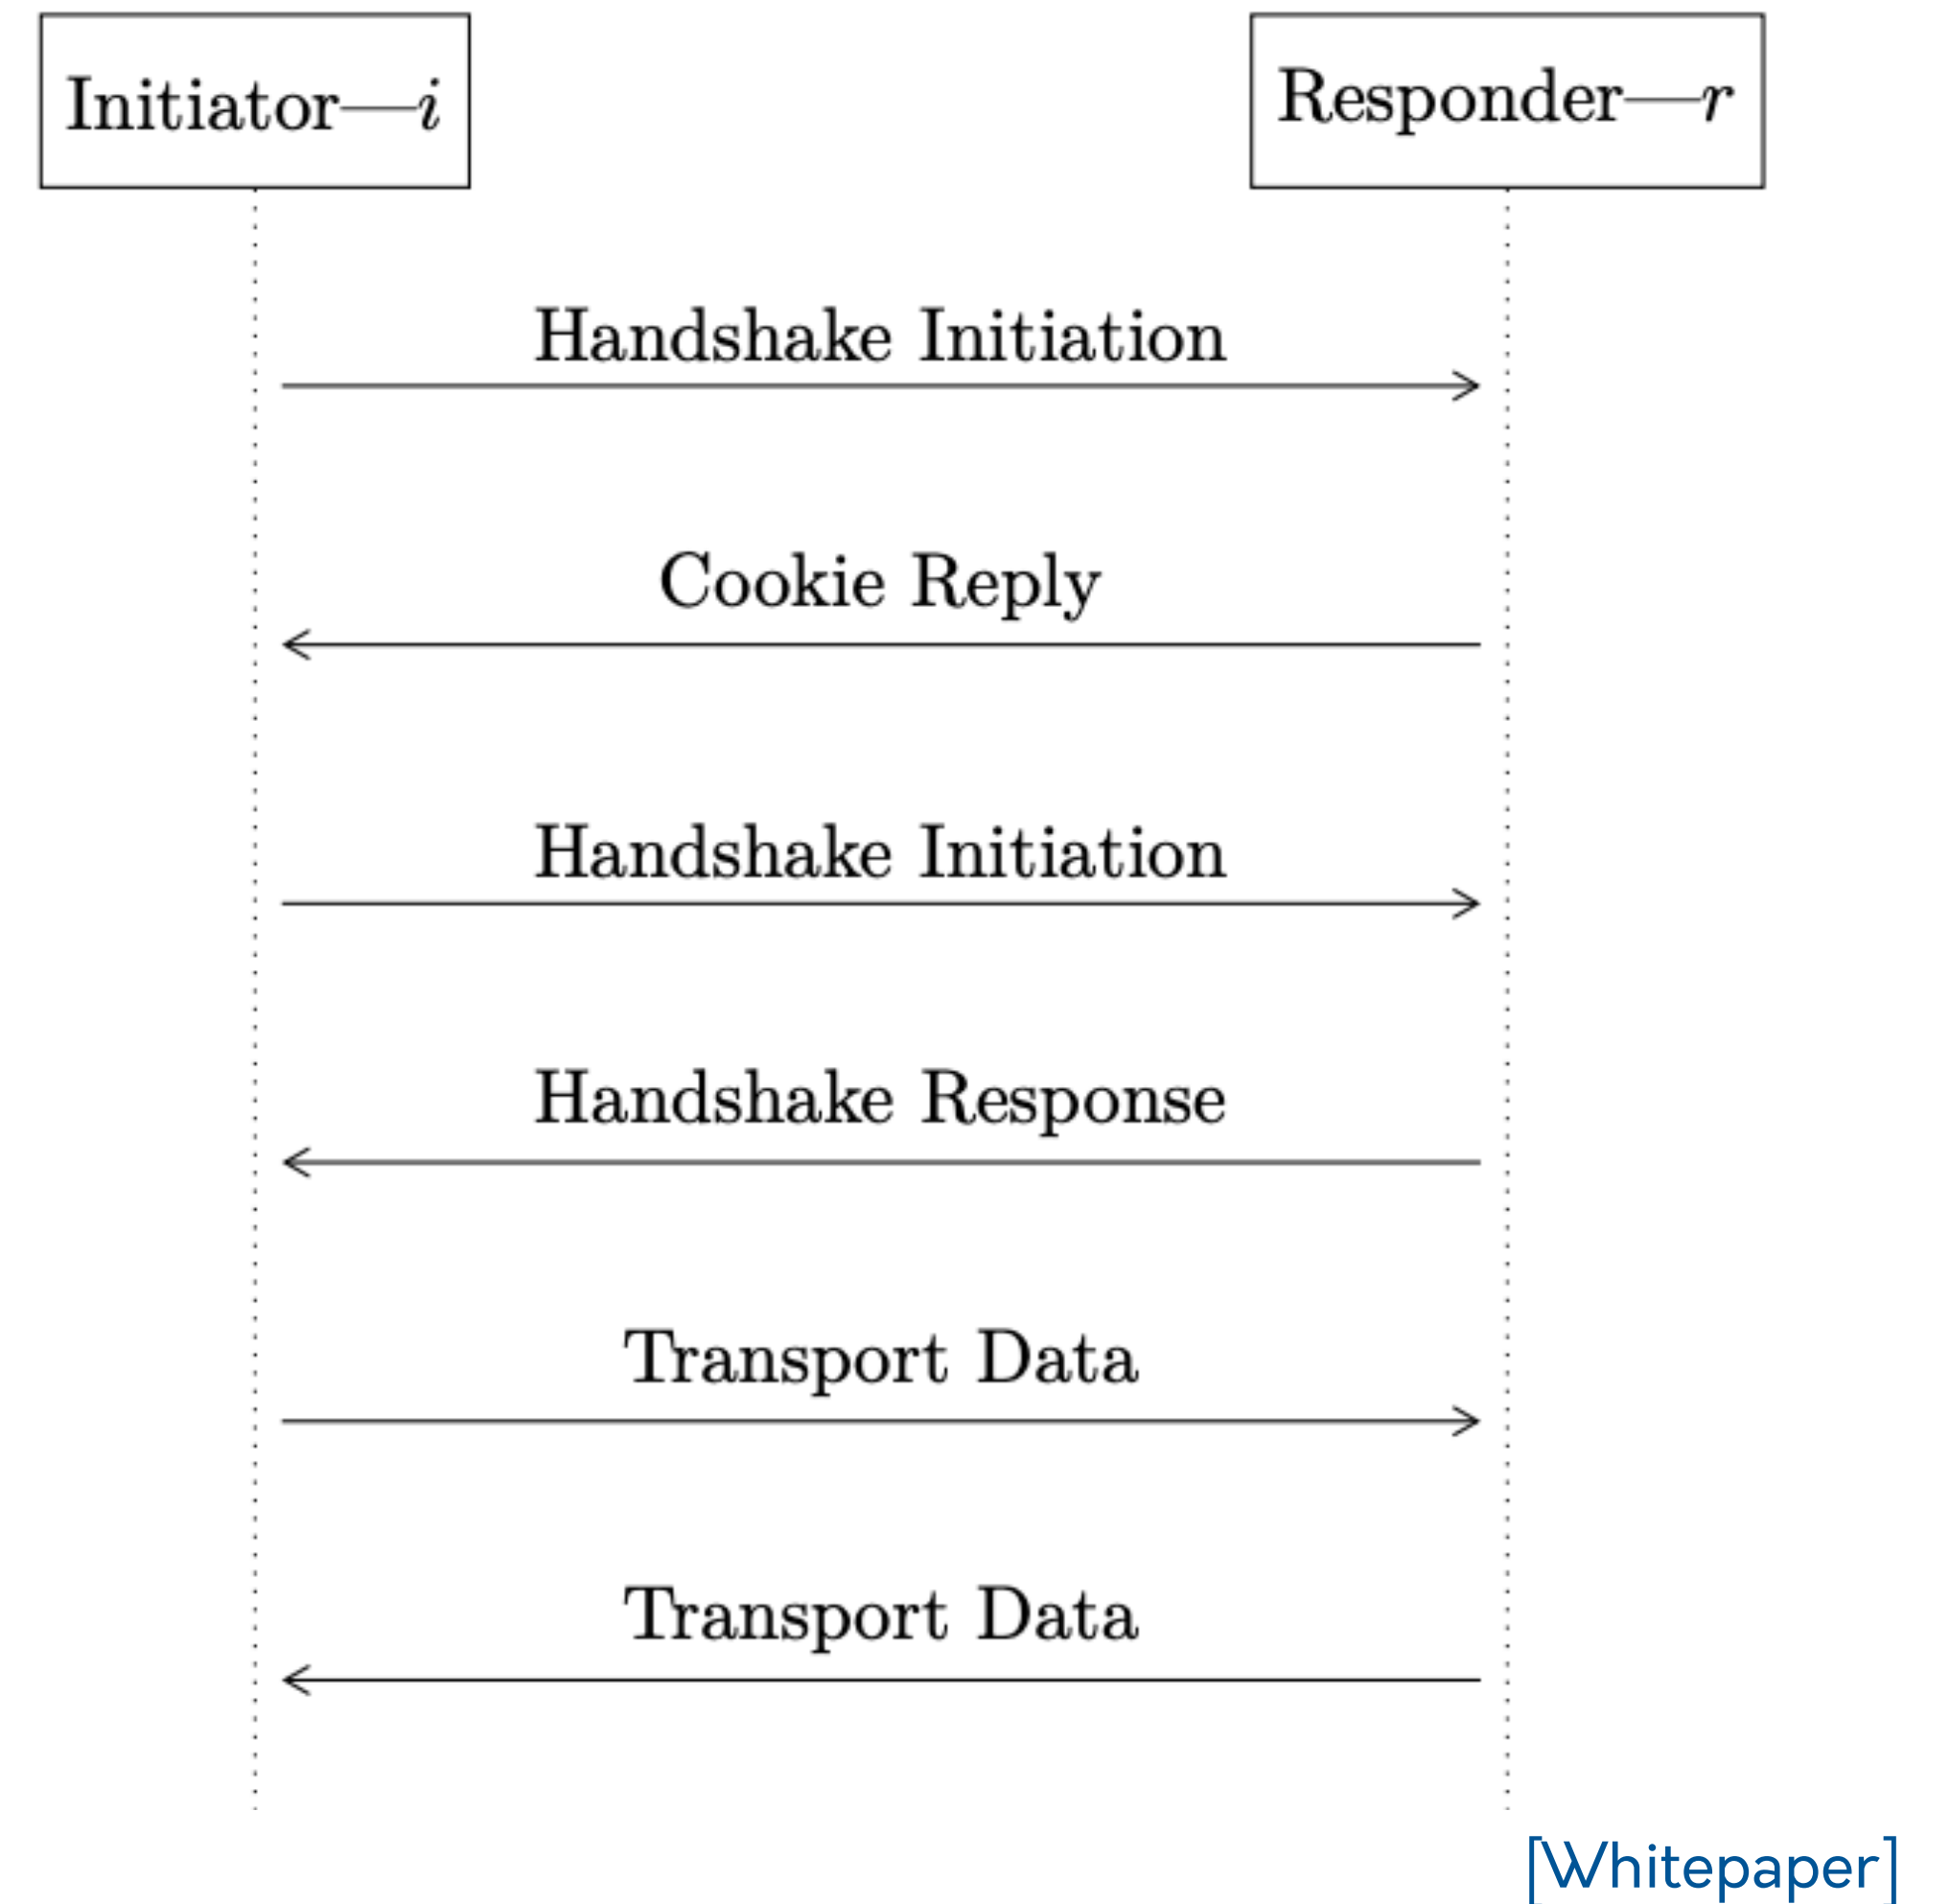 Initiator—i
Responder—r
Handshake Initiation
Cookie Reply
Handshake Initiation
Handshake Response
Transport Data
Transport Data
[Whitepaper]